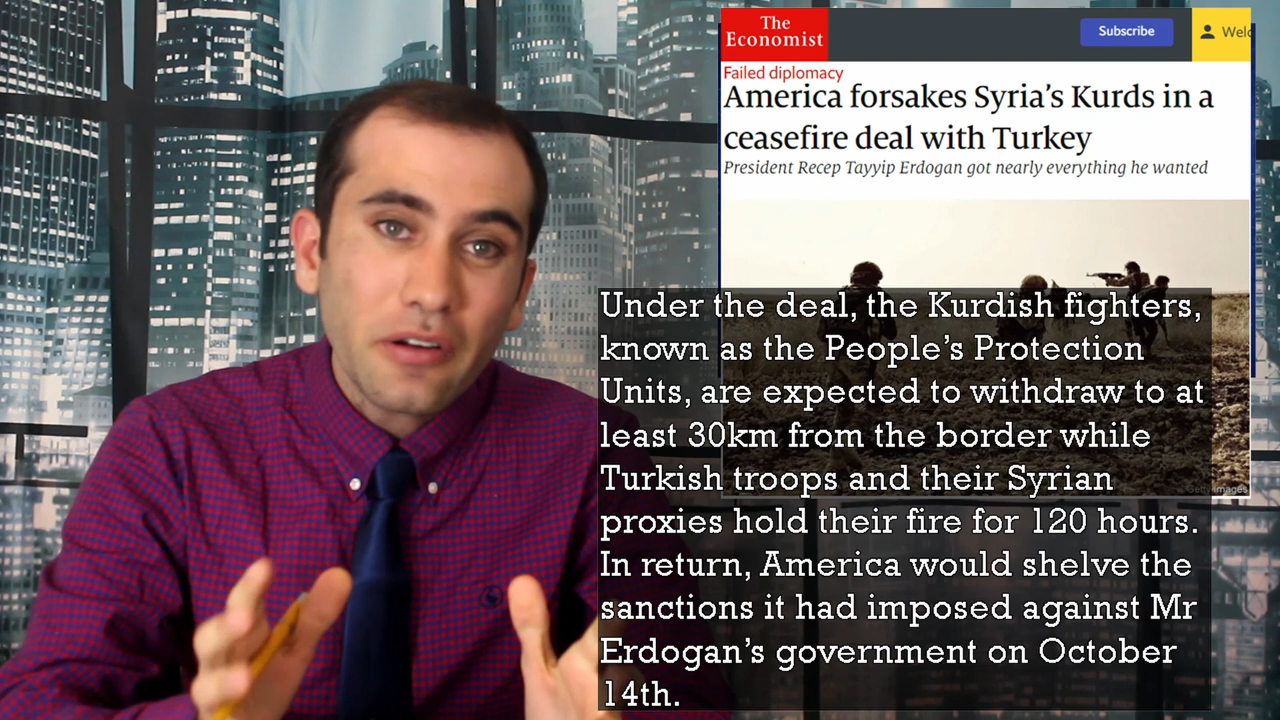 The
Economist
Subscribe
Welc
Failed diplomacy
America forsakes Syria's Kurds in a
ceasefire deal with Turkey
President Recep Tayyip Erdogan got nearly everything he wanted
Under the deal, the Kurdish fighters,
known as the People's Protection
Units, are expected to withdraw to at
least 30km from the border while
Turkish troops and their Syrian
proxies hold their fire for 120 hours.
In return, America would shelve the
sanctions it had imposed against Mr
Erdogan's government on October
14th.
Getty Images